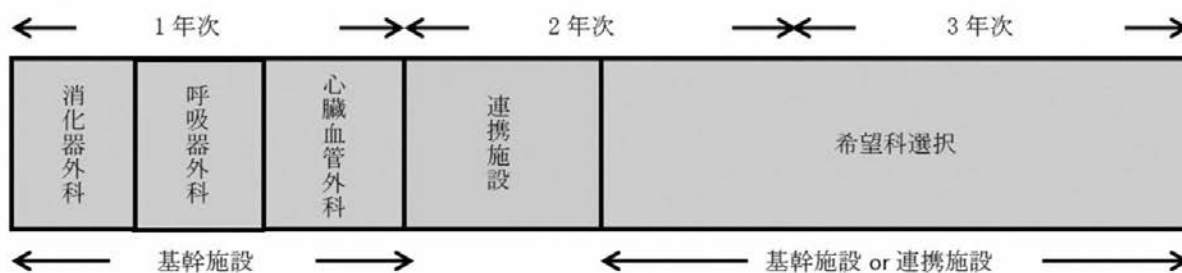 1 年次
2 年次
3 年次
消化器外科
呼吸器外科
心臓血管外科
連携施設
希望科選択
基幹施設
基幹施設 or 連携施設